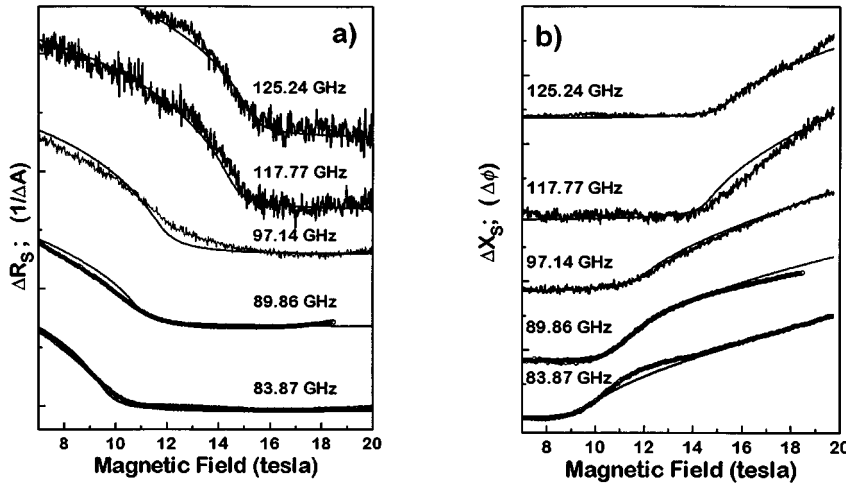 a)
125.24 GHz
117.77 GHz
97.14 GHz
89.86 GHz
83.87 GHz
ΔR_S ; (1/ΔA)
8 10 12 14 16 18 20
Magnetic Field (tesla)
b)
125.24 GHz
117.77 GHz
97.14 GHz
89.86 GHz
83.87 GHz
ΔX_S ; (Δϕ)
8 10 12 14 16 18 20
Magnetic Field (tesla)